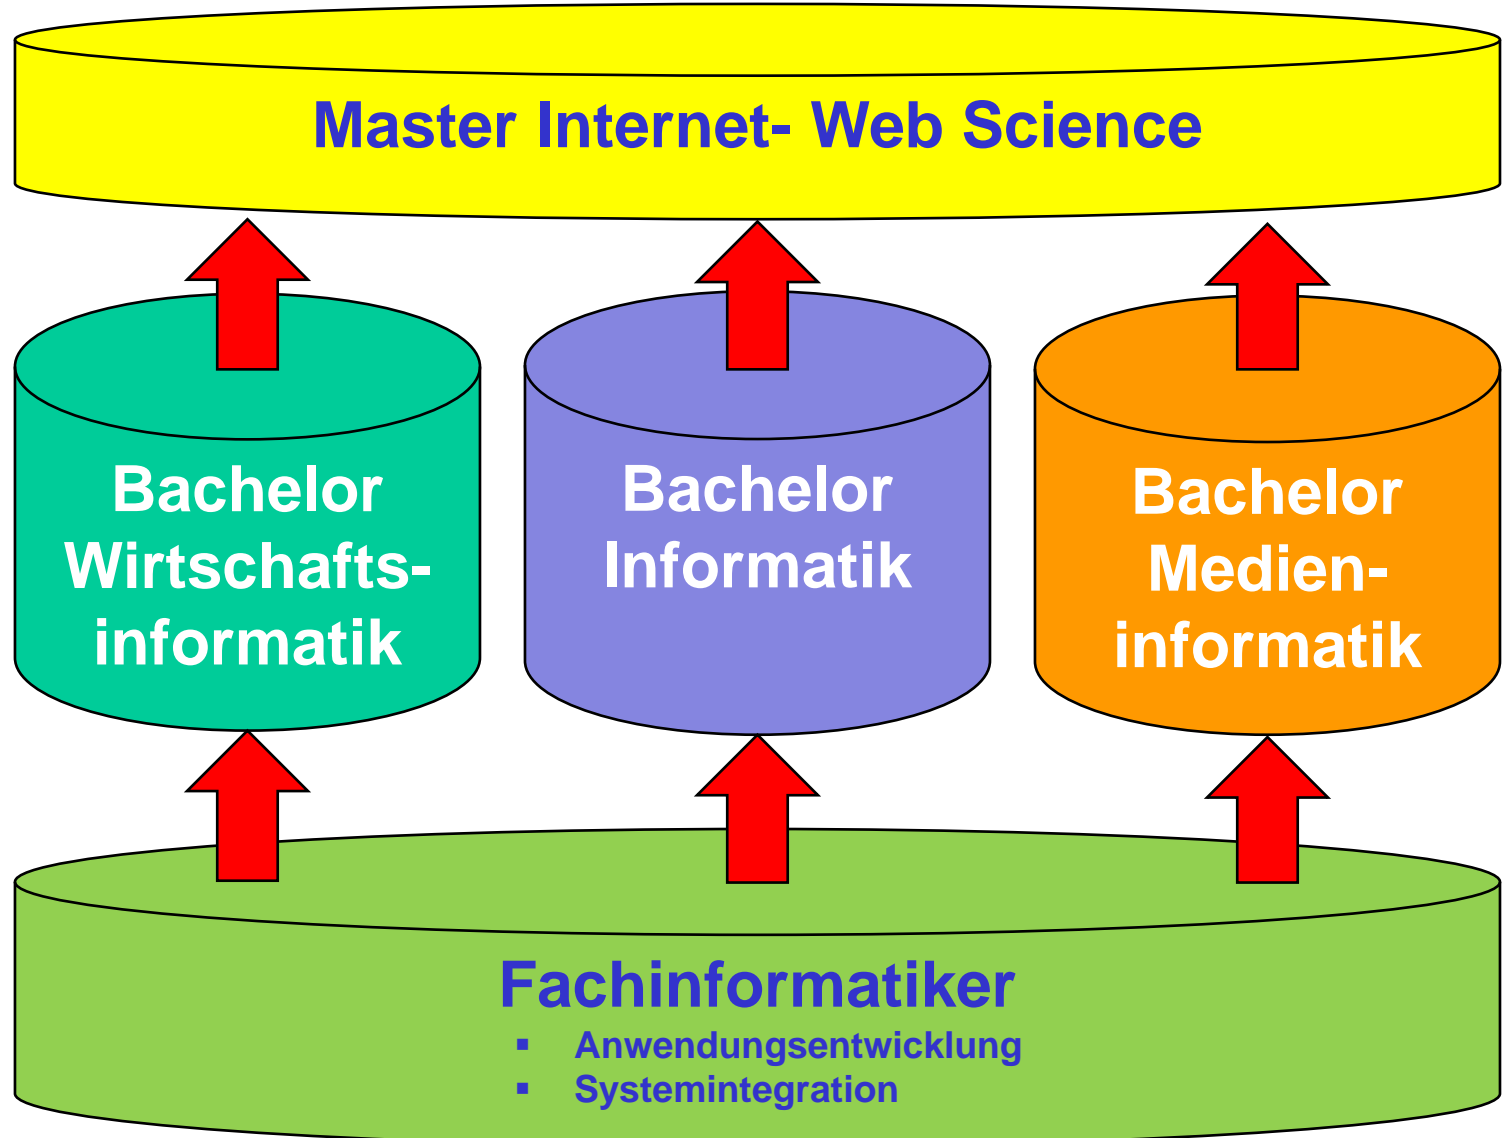 Master Internet- Web Science
Bachelor
Wirtschafts-
informatik
Bachelor
Informatik
Bachelor
Medien-
informatik
Fachinformatiker
▪ Anwendungsentwicklung
▪ Systemintegration